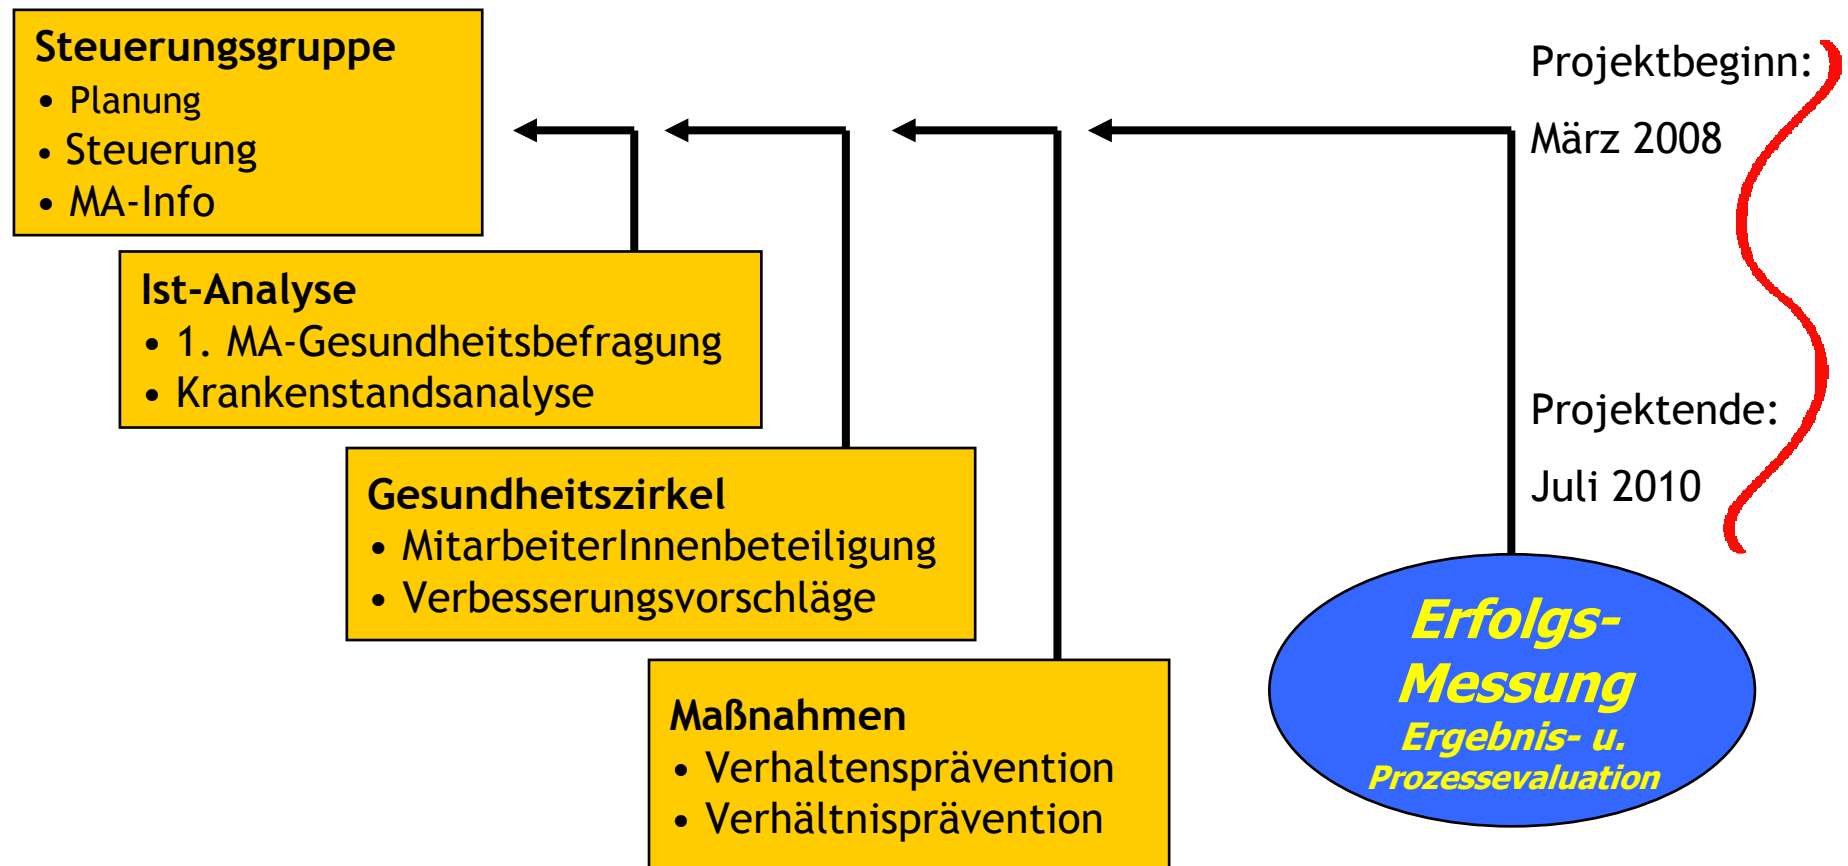 Steuerungsgruppe
• Planung
• Steuerung
• MA-Info
Ist-Analyse
• 1. MA-Gesundheitsbefragung
• Krankenstandsanalyse
Gesundheitszirkel
• MitarbeiterInnenbeteiligung
• Verbesserungsvorschläge
Maßnahmen
• Verhaltensprävention
• Verhältnisprävention
Projektbeginn:
März 2008
Projektende:
Juli 2010
Erfolgs-
Messung
Ergebnis- u.
Prozessevaluation